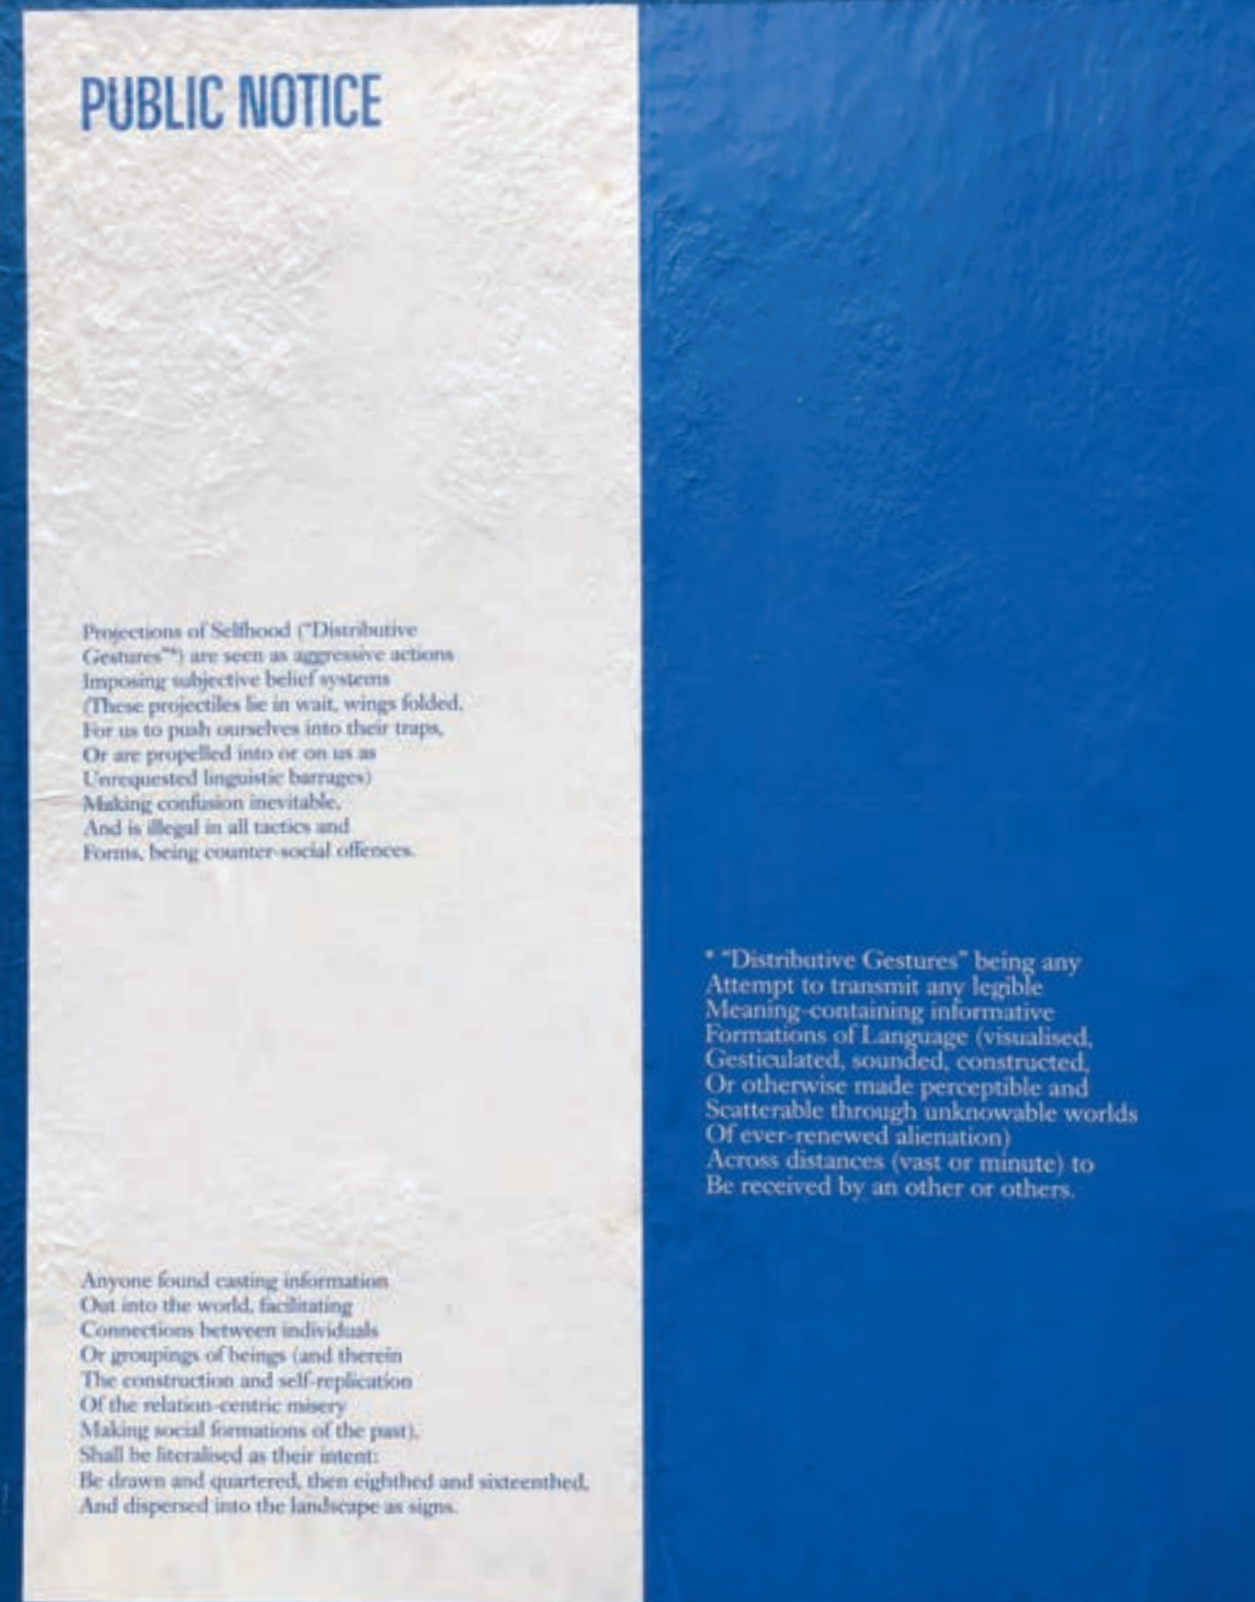 PUBLIC NOTICE
Projections of Selfhood (“Distributive
Gestures”*) are seen as aggressive actions
Imposing subjective belief systems
(These projectiles lie in wait, wings folded,
For us to push ourselves into their traps,
Or are propelled into or on us as
Unrequested linguistic barrages)
Making confusion inevitable,
And is illegal in all tactics and
Forms, being counter-social offences.
* “Distributive Gestures” being any
Attempt to transmit any legible
Meaning-containing informative
Formations of Language (visualised,
Gesticulated, sounded, constructed,
Or otherwise made perceptible and
Scatterable through unknowable worlds
Of ever-renewed alienation)
Across distances (vast or minute) to
Be received by an other or others.
Anyone found casting information
Out into the world, facilitating
Connections between individuals
Or groupings of beings (and therein
The construction and self-replication
Of the relation-centric misery
Making social formations of the past),
Shall be literalised as their intent:
Be drawn and quartered, then eighthed and sixteenthed,
And dispersed into the landscape as signs.